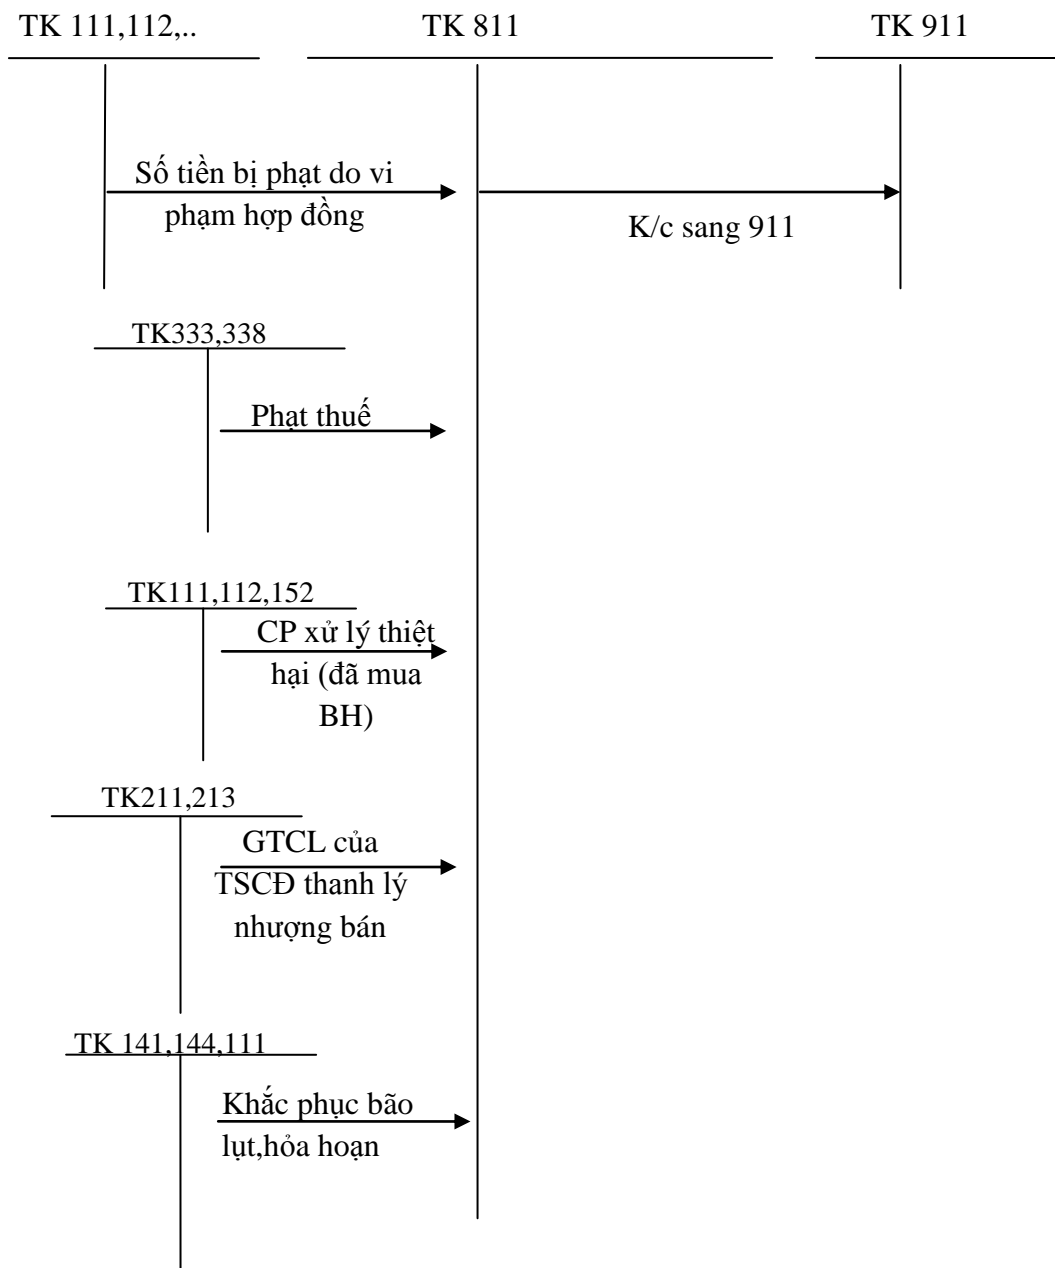 TK 111,112,.. TK 811 TK 911
Số tiền bị phạt do vi
phạm hợp đồng
K/c sang 911
TK333,338
Phạt thuế
TK111,112,152
CP xử lý thiệt
hại (đã mua
BH)
TK211,213
GTCL của
TSCĐ thanh lý
nhượng bán
TK 141,144,111
Khắc phục bão
lụt,hỏa hoạn